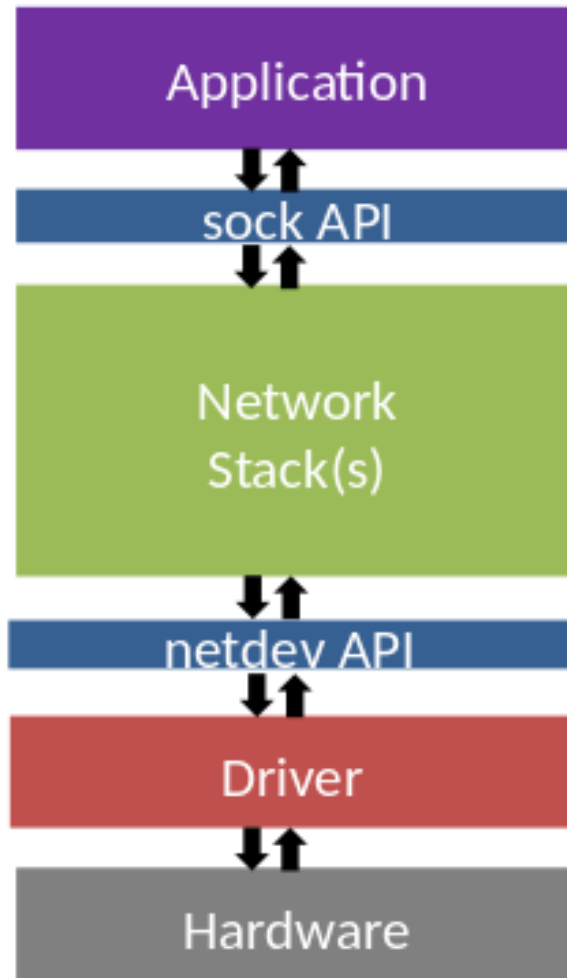 Application
sock API
Network
Stack(s)
netdev API
Driver
Hardware